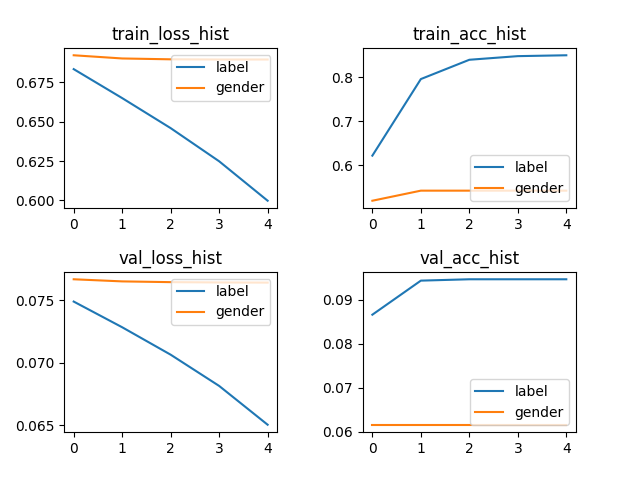 train_loss_hist
0.675
0.650
0.625
0.600
0 1 2 3 4
label
gender
train_acc_hist
0.8
0.7
0.6
0 1 2 3 4
label
gender
val_loss_hist
0.075
0.070
0.065
0 1 2 3 4
label
gender
val_acc_hist
0.09
0.08
0.07
0.06
0 1 2 3 4
label
gender